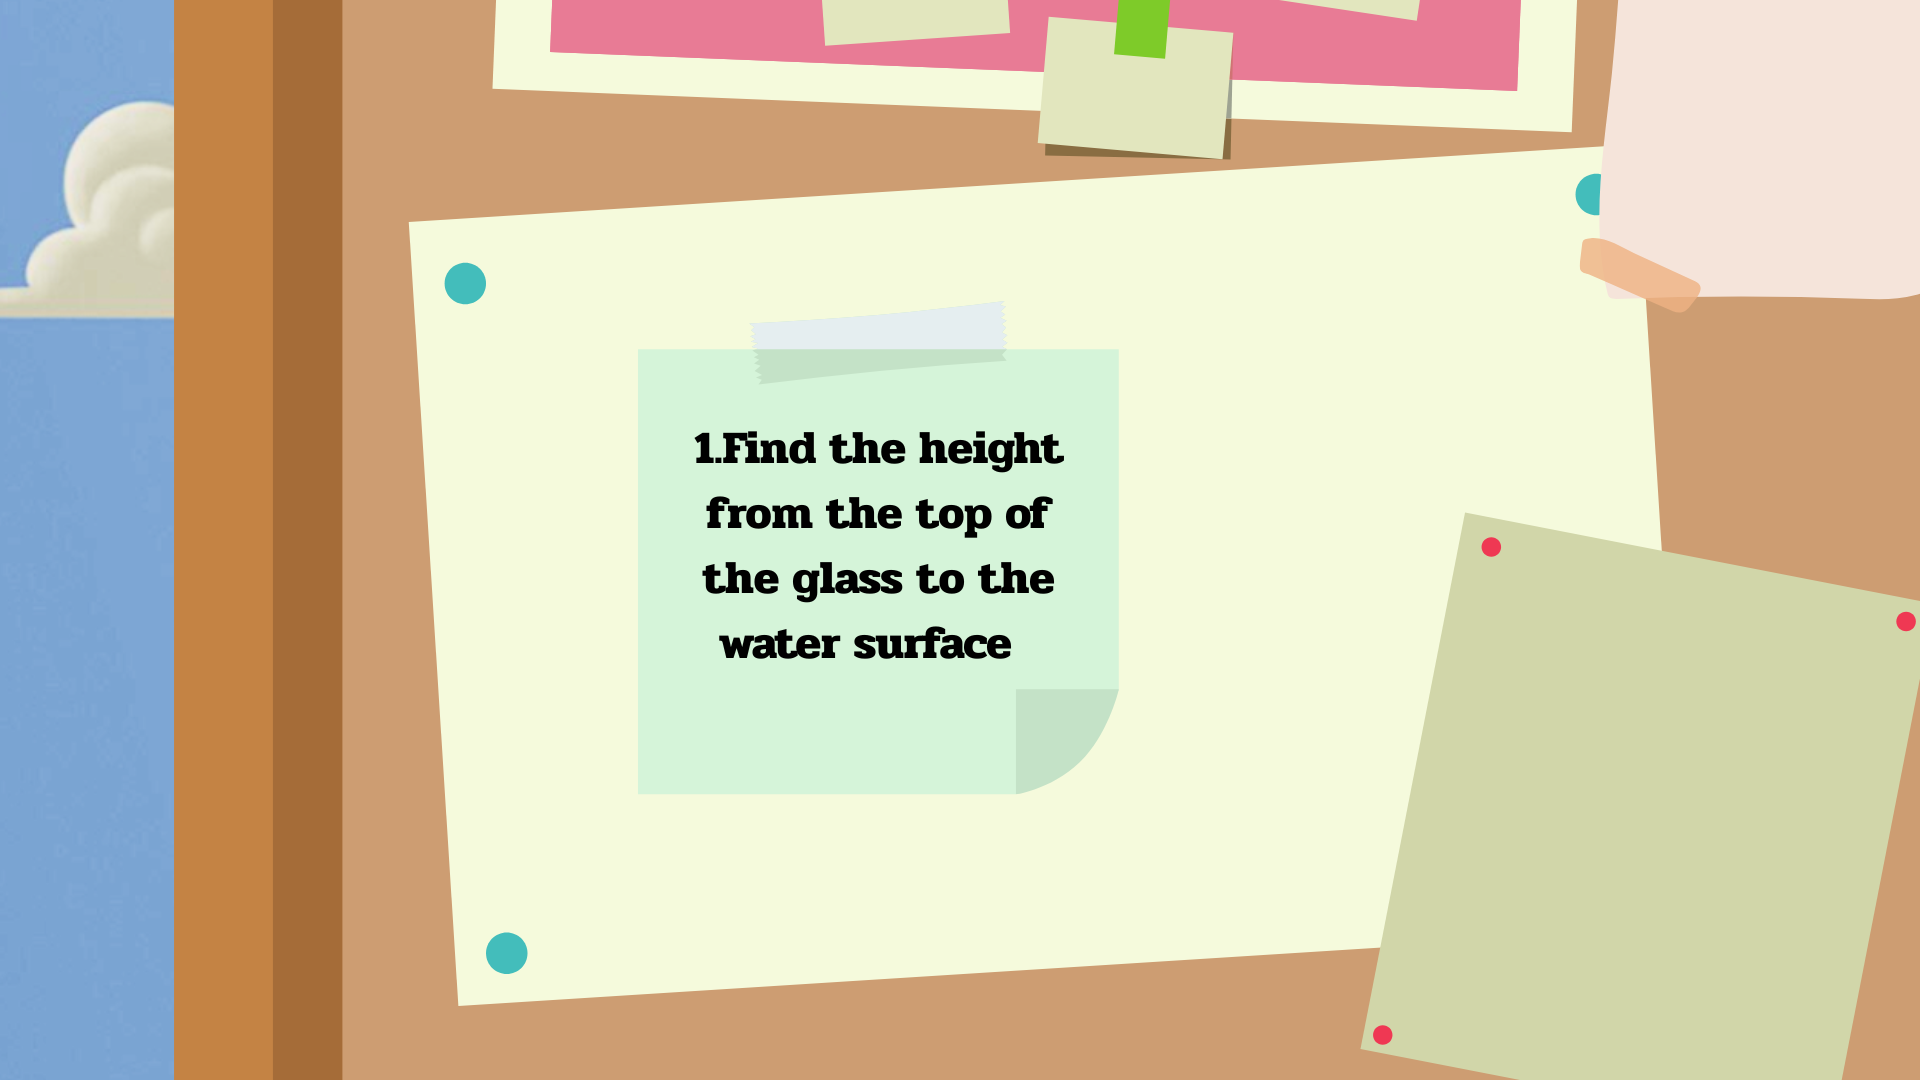 1.Find the height
from the top of
the glass to the
water surface